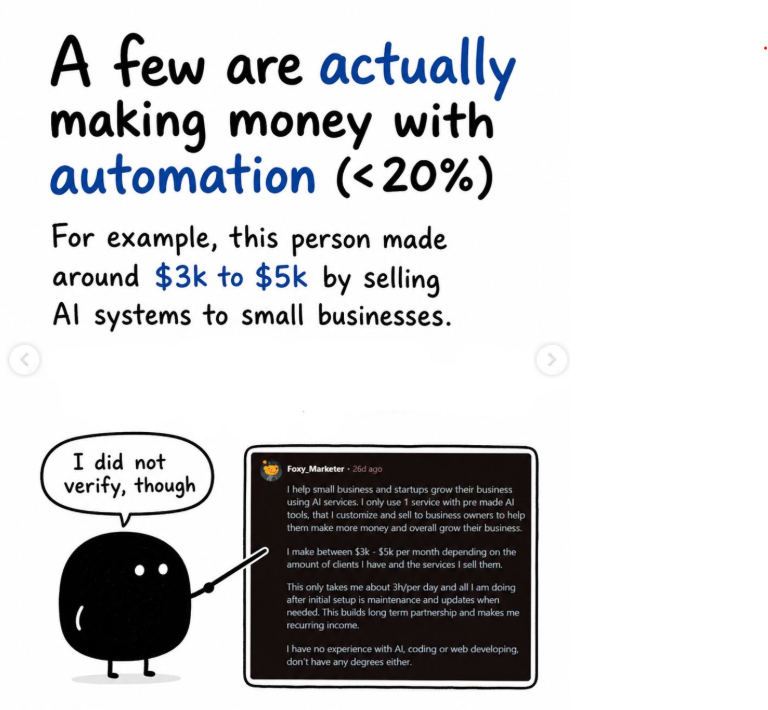 A few are actually
making money with
automation (<20%)
For example, this person made
around $3k to $5k by selling
AI systems to small businesses.
I did not
verify, though
Foxy_Marketer • 26d ago
I help small business and startups grow their business
using AI services. I only use 1 service with pre made AI
tools, that I customize and sell to business owners to help
them make more money and overall grow their business.
I make between $3k - $5k per month depending on the
amount of clients I have and the services I sell them.
This only takes me about 3h/per day and all I am doing
after initial setup is maintenance and updates when
needed. This builds long term partnership and makes me
recurring income.
I have no experience with AI, coding or web developing,
don't have any degrees either.